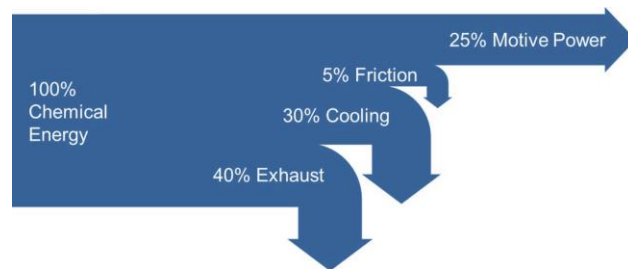 25% Motive Power
5% Friction
100%
Chemical
Energy
30% Cooling
40% Exhaust